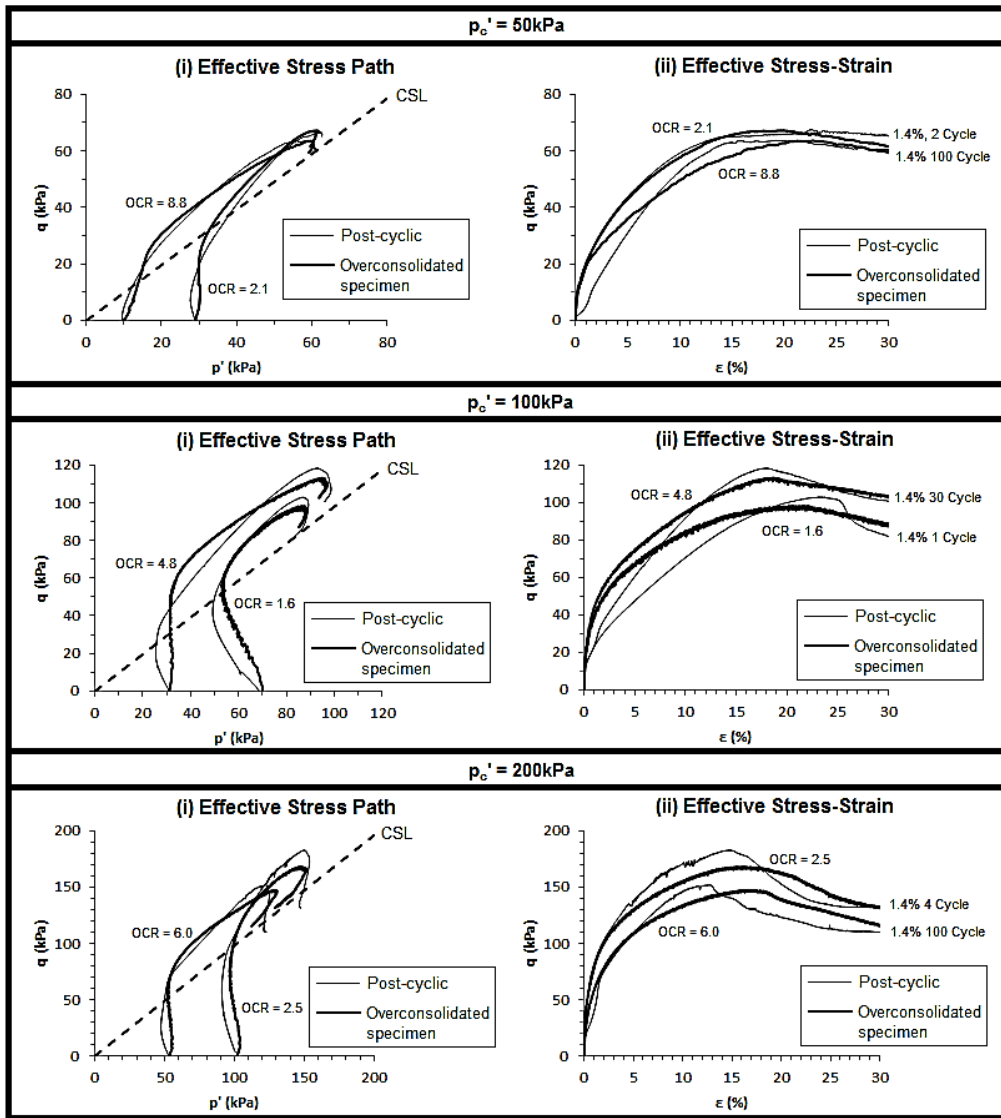 pc' = 50kPa
(i) Effective Stress Path
(ii) Effective Stress-Strain
80
60
40
20
0
q (kPa)
0 20 40 60 80
p' (kPa)
CSL
OCR = 8.8
OCR = 2.1
Post-cyclic
Overconsolidated
specimen
80
60
40
20
0
q (kPa)
0 5 10 15 20 25 30
ε (%)
OCR = 2.1
OCR = 8.8
1.4%, 2 Cycle
1.4% 100 Cycle
Post-cyclic
Overconsolidated
specimen
pc' = 100kPa
(i) Effective Stress Path
(ii) Effective Stress-Strain
120
100
80
60
40
20
0
q (kPa)
0 20 40 60 80 100 120
p' (kPa)
CSL
OCR = 4.8
OCR = 1.6
Post-cyclic
Overconsolidated
specimen
120
100
80
60
40
20
0
q (kPa)
0 5 10 15 20 25 30
ε (%)
OCR = 4.8
OCR = 1.6
1.4% 30 Cycle
1.4% 1 Cycle
Post-cyclic
Overconsolidated
specimen
pc' = 200kPa
(i) Effective Stress Path
(ii) Effective Stress-Strain
200
150
100
50
0
q (kPa)
0 50 100 150 200
p' (kPa)
CSL
OCR = 6.0
OCR = 2.5
Post-cyclic
Overconsolidated
specimen
200
150
100
50
0
q (kPa)
0 5 10 15 20 25 30
ε (%)
OCR = 2.5
OCR = 6.0
1.4% 4 Cycle
1.4% 100 Cycle
Post-cyclic
Overconsolidated
specimen